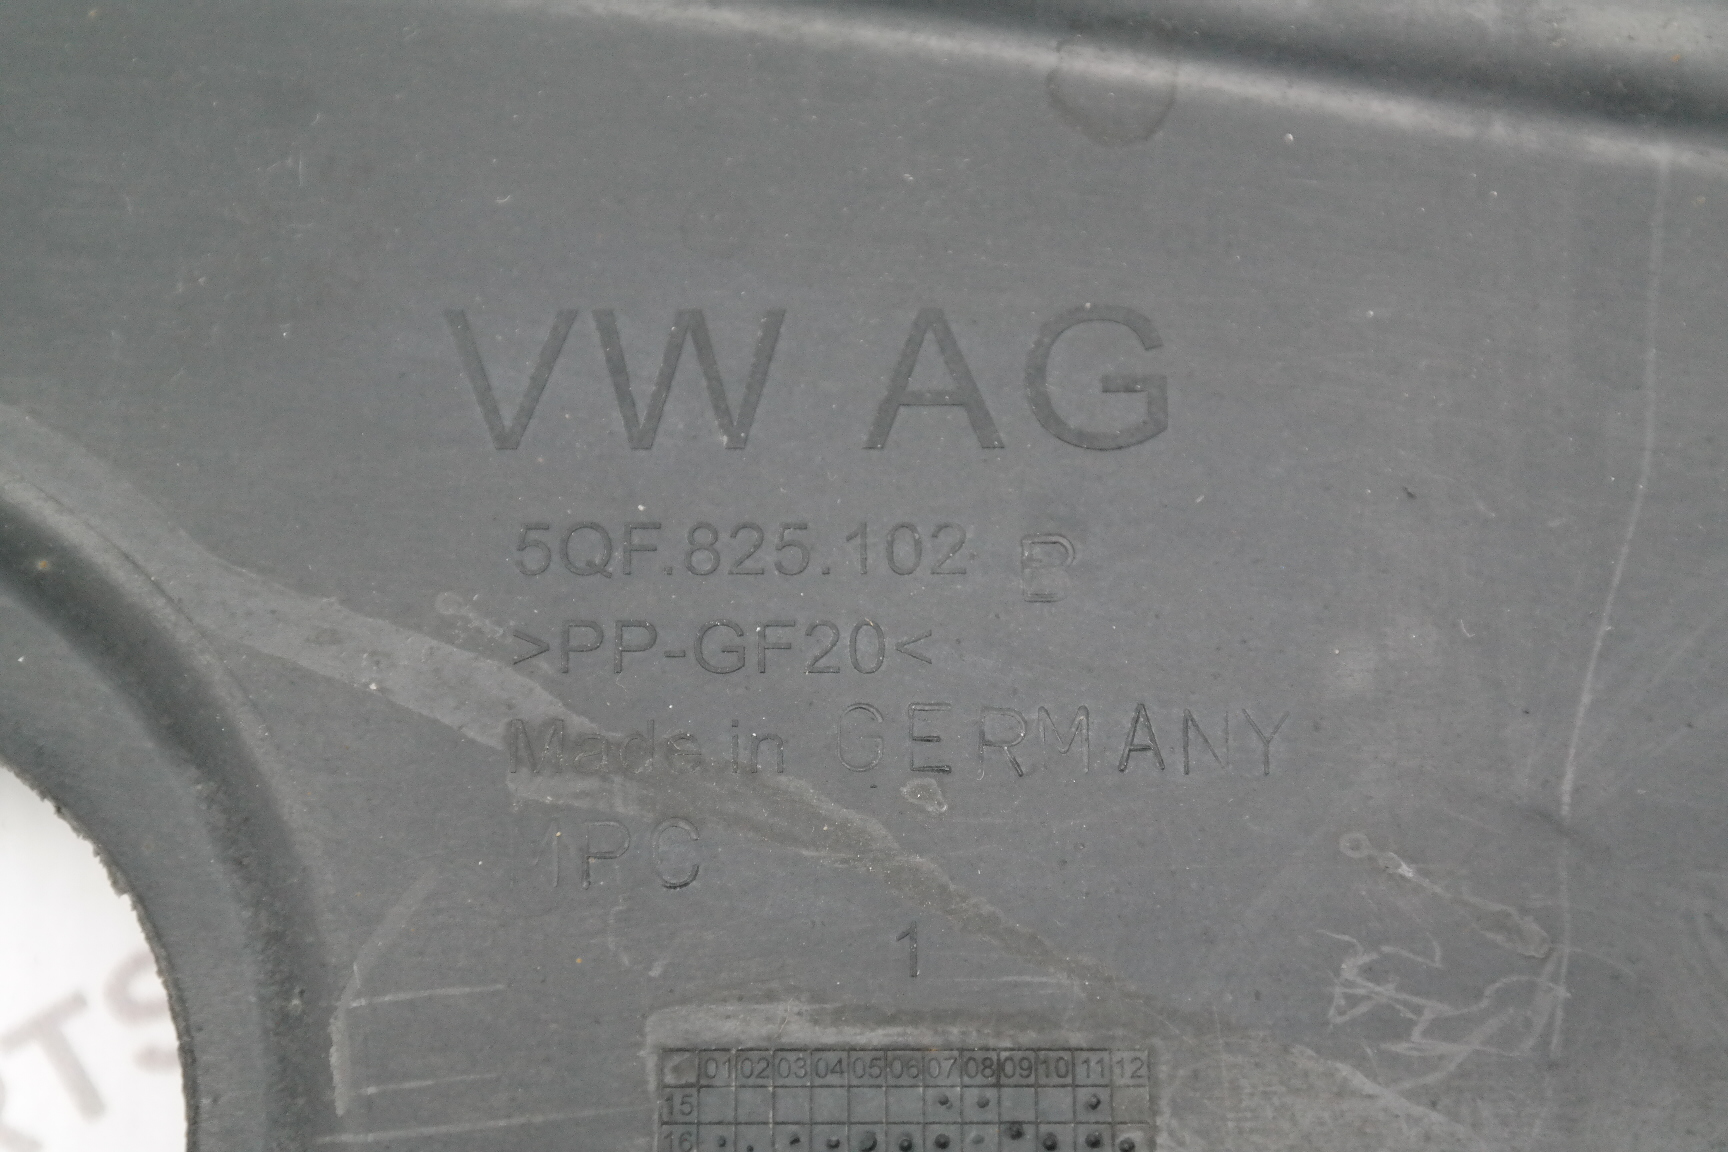 VW AG
5QF.825.102 B
>PP-GF20<
Made in GERMANY
1PC
1
01 02 03 04 05 06 07 08 09 10 11 12
15
16